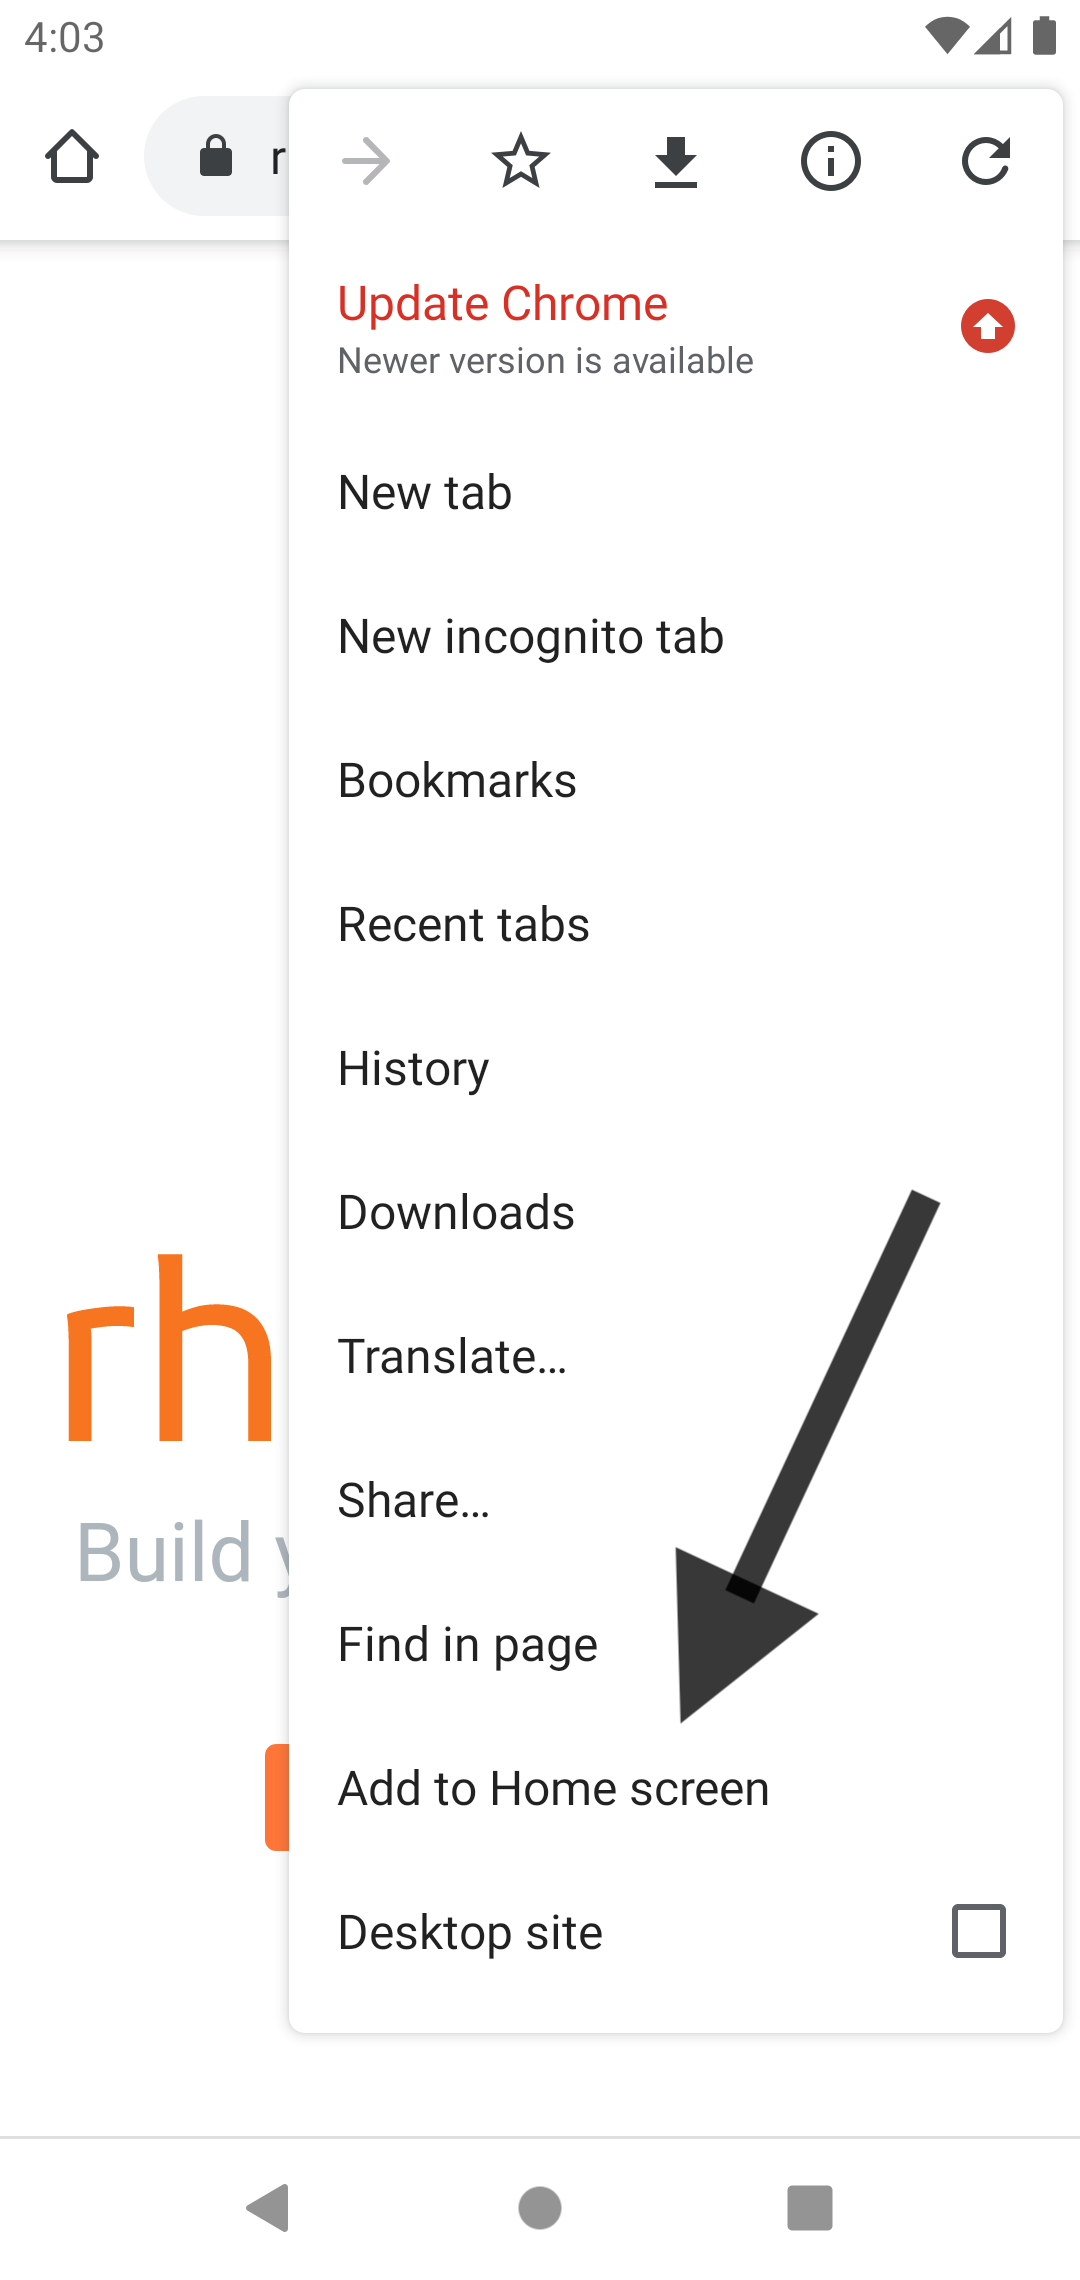 4:03
r
Update Chrome
Newer version is available
New tab
New incognito tab
Bookmarks
Recent tabs
History
Downloads
Translate...
rh
Share...
Build
Find in page
Add to Home screen
Desktop site